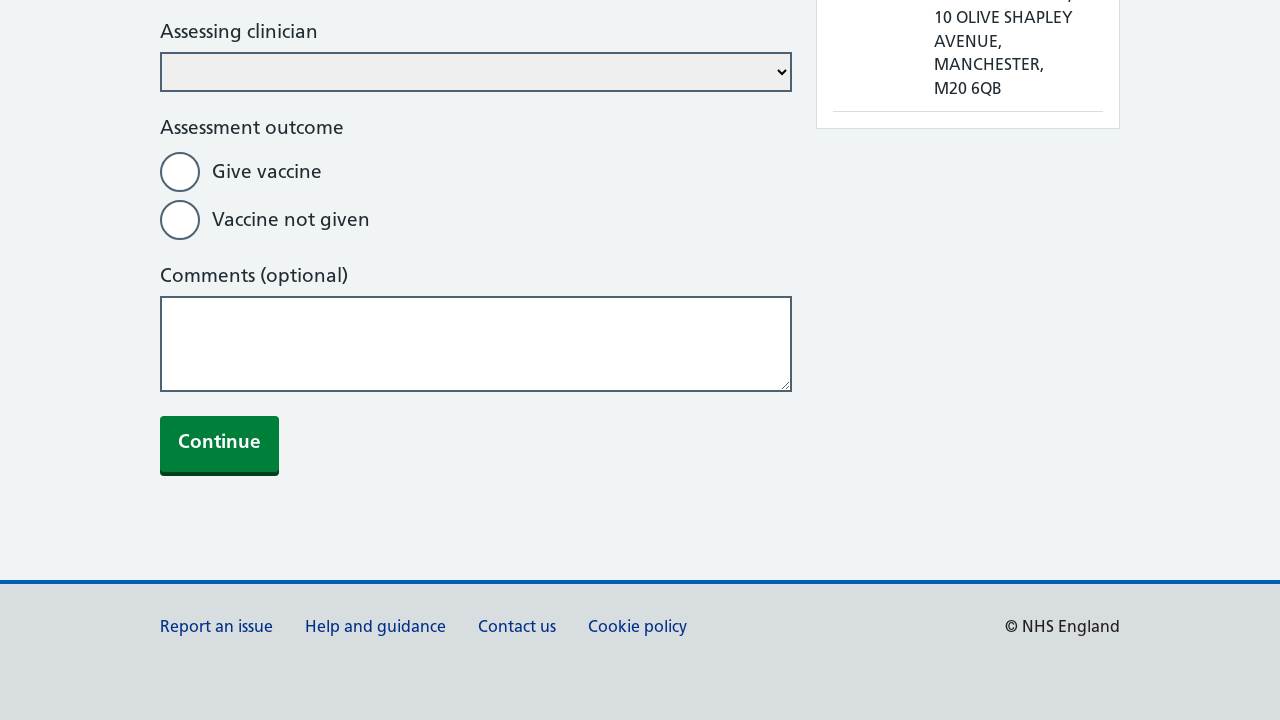 Assessing clinician
10 OLIVE SHAPLEY
AVENUE,
MANCHESTER,
M20 6QB
Assessment outcome
Give vaccine
Vaccine not given
Comments (optional)
Continue
Report an issue
Help and guidance
Contact us
Cookie policy
© NHS England